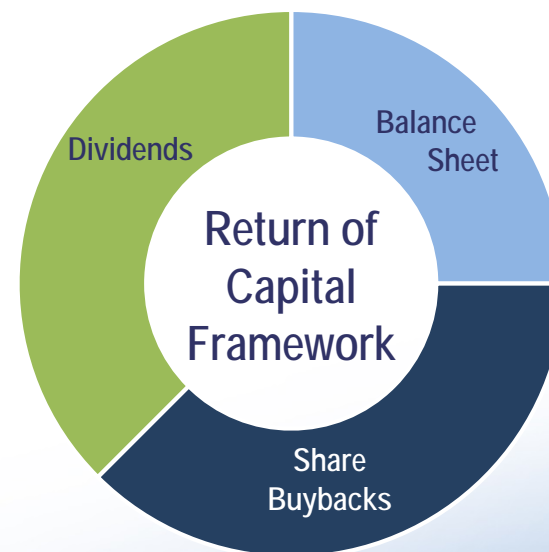 Dividends
Balance
Sheet
Return of
Capital
Framework
Share
Buybacks